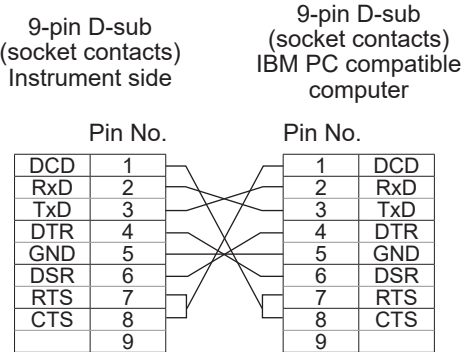 9-pin D-sub
(socket contacts)
Instrument side
9-pin D-sub
(socket contacts)
IBM PC compatible
computer
Pin No.
Pin No.
DCD 1 1 DCD
RxD 2 2 RxD
TxD 3 3 TxD
DTR 4 4 DTR
GND 5 5 GND
DSR 6 6 DSR
RTS 7 7 RTS
CTS 8 8 CTS
9 9